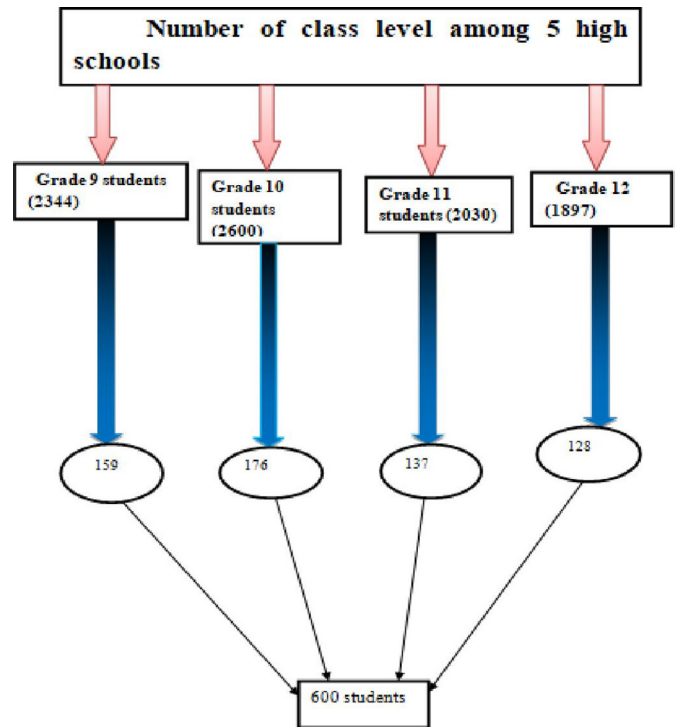 Number of class level among 5 high
schools
Grade 9 students
(2344)
Grade 10
students
(2600)
Grade 11
students (2030)
Grade 12
(1897)
159
176
137
128
600 students